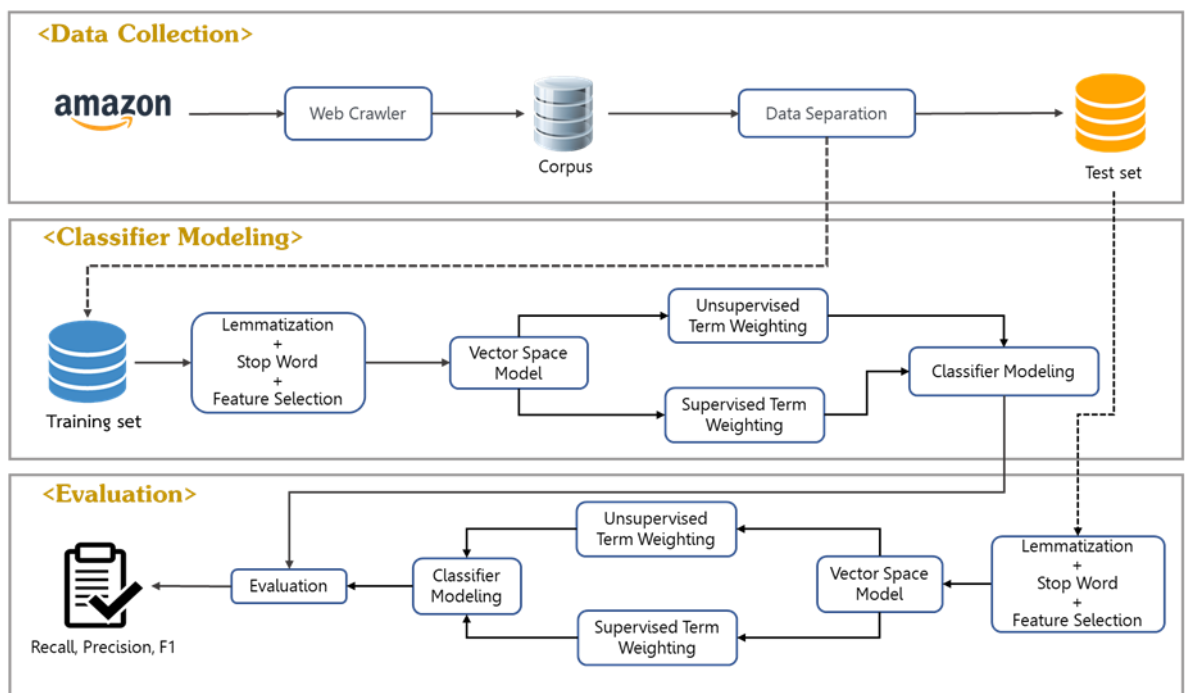 <Data Collection>
amazon
Web Crawler
Corpus
Data Separation
Test set
<Classifier Modeling>
Training set
Lemmatization
+
Stop Word
+
Feature Selection
Vector Space
Model
Unsupervised
Term Weighting
Supervised Term
Weighting
Classifier Modeling
<Evaluation>
Recall, Precision, F1
Evaluation
Classifier
Modeling
Unsupervised
Term Weighting
Supervised Term
Weighting
Vector Space
Model
Lemmatization
+
Stop Word
+
Feature Selection